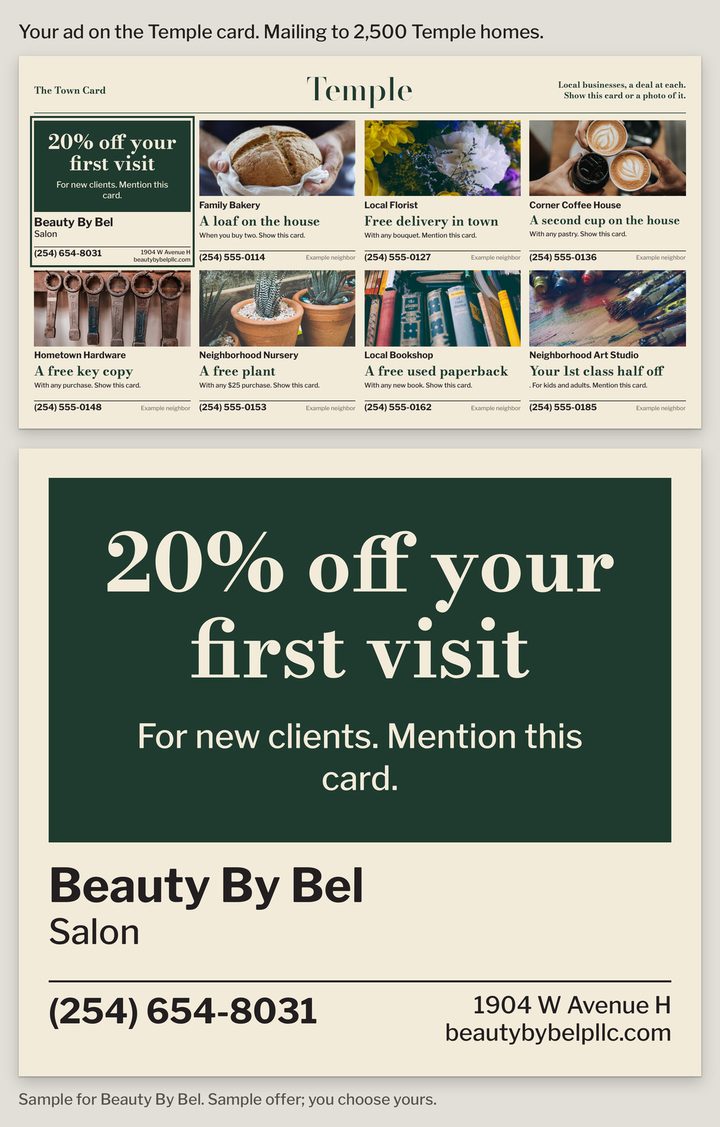 Your ad on the Temple card. Mailing to 2,500 Temple homes.
The Town Card
Temple
Local businesses, a deal at each.
Show this card or a photo of it.
20% off your
first visit
For new clients. Mention this
card.
Beauty By Bel
Salon
(254) 654-8031
1904 W Avenue H
beautybybelpllc.com
Family Bakery
A loaf on the house
When you buy two. Show this card.
(254) 555-0114
Example neighbor
Local Florist
Free delivery in town
With any bouquet. Mention this card.
(254) 555-0127
Example neighbor
Corner Coffee House
A second cup on the house
With any pastry. Show this card.
(254) 555-0136
Example neighbor
Hometown Hardware
A free key copy
With any purchase. Show this card.
(254) 555-0148
Example neighbor
Neighborhood Nursery
A free plant
With any $25 purchase. Show this card.
(254) 555-0153
Example neighbor
Local Bookshop
A free used paperback
With any new book. Show this card.
(254) 555-0162
Example neighbor
Neighborhood Art Studio
Your 1st class half off
. For kids and adults. Mention this card.
(254) 555-0185
Example neighbor
20% off your
first visit
For new clients. Mention this
card.
Beauty By Bel
Salon
(254) 654-8031
1904 W Avenue H
beautybybelpllc.com
Sample for Beauty By Bel. Sample offer; you choose yours.